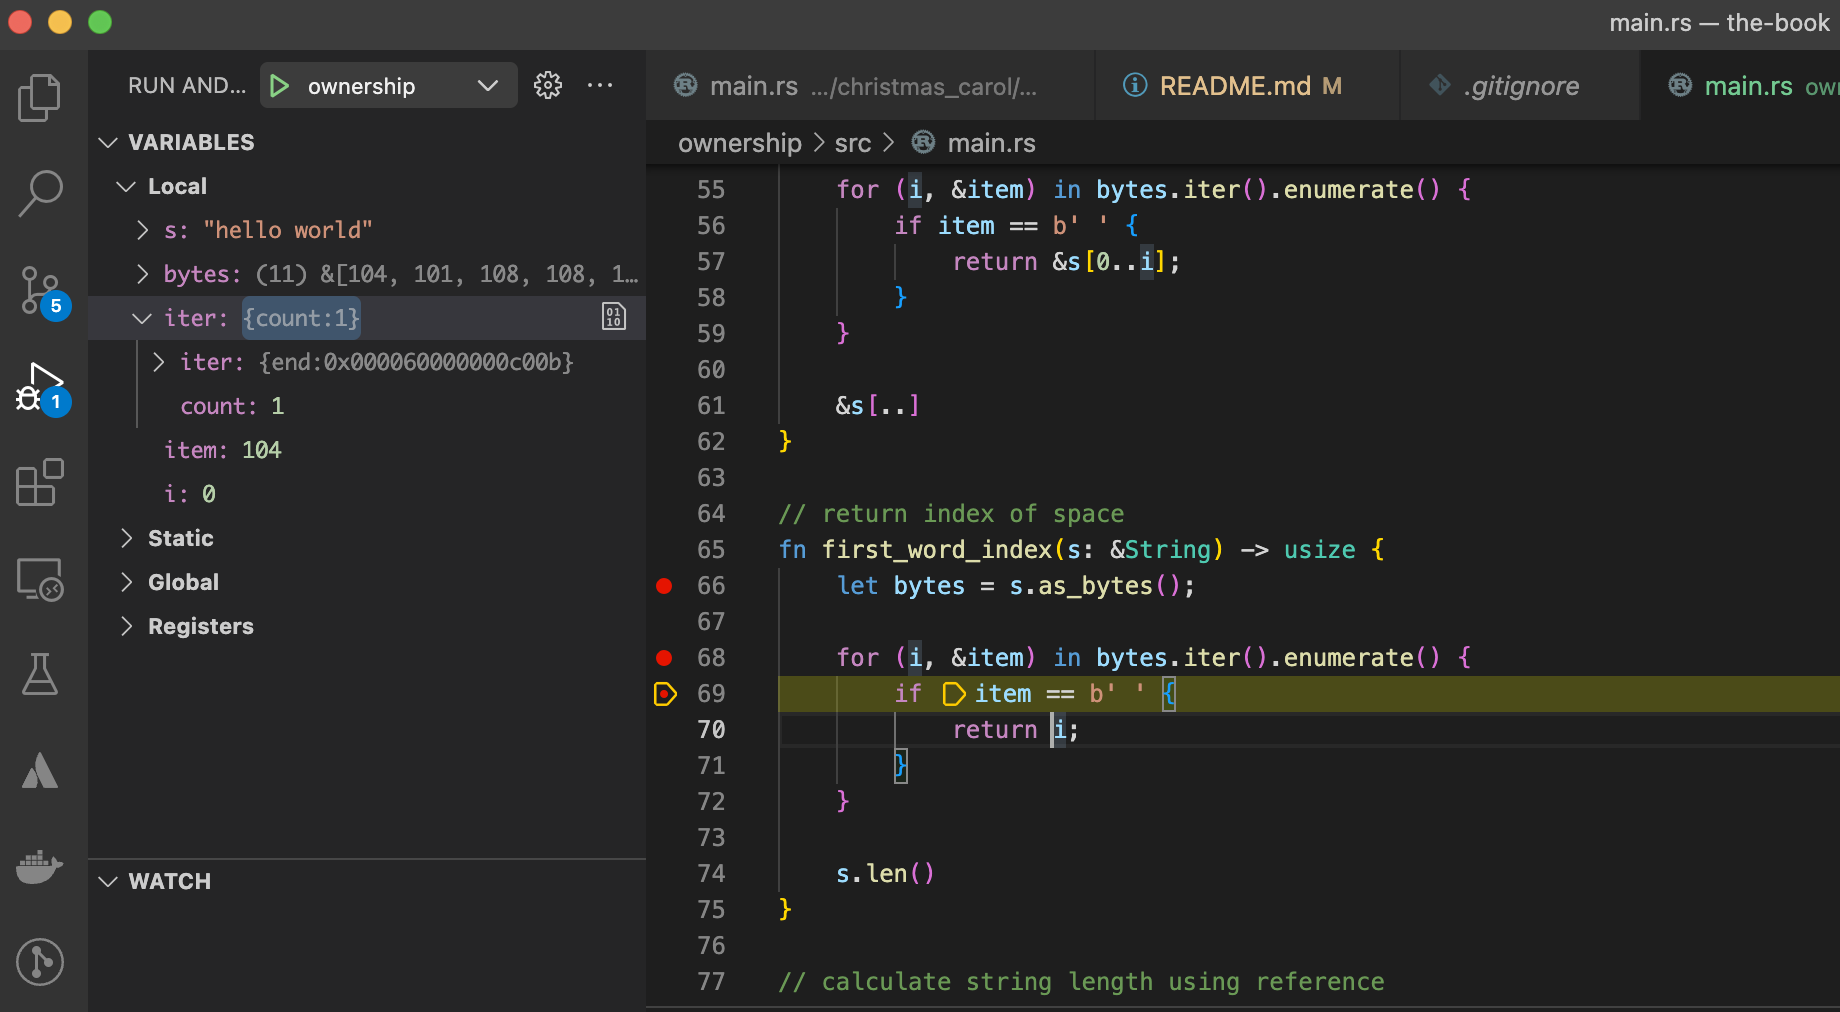 main.rs — the-book
RUN AND...
ownership
main.rs .../christmas_carol/...
README.md M
.gitignore
main.rs
VARIABLES
Local
s: "hello world"
bytes: (11) &[104, 101, 108, 108, 1...
iter: {count:1}
iter: {end:0x000060000000c00b}
count: 1
item: 104
i: 0
Static
Global
Registers
WATCH
5
1
ownership > src > main.rs
55 for (i, &item) in bytes.iter().enumerate() {
56 if item == b' ' {
57 return &s[0..i];
58 }
59 }
60
61 &s[..]
62 }
63
64 // return index of space
65 fn first_word_index(s: &String) -> usize {
66 let bytes = s.as_bytes();
67
68 for (i, &item) in bytes.iter().enumerate() {
69 if item == b' ' {
70 return i;
71 }
72 }
73
74 s.len()
75 }
76
77 // calculate string length using reference